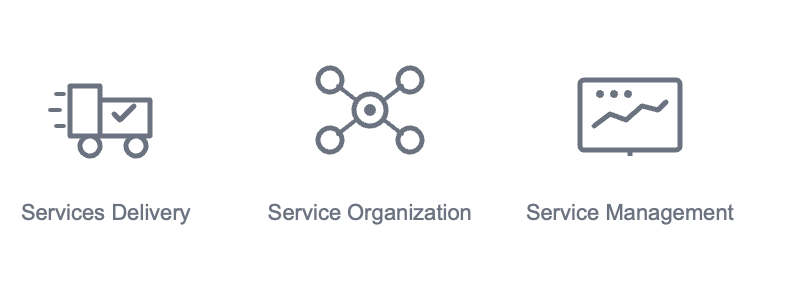 Services Delivery
Service Organization
Service Management